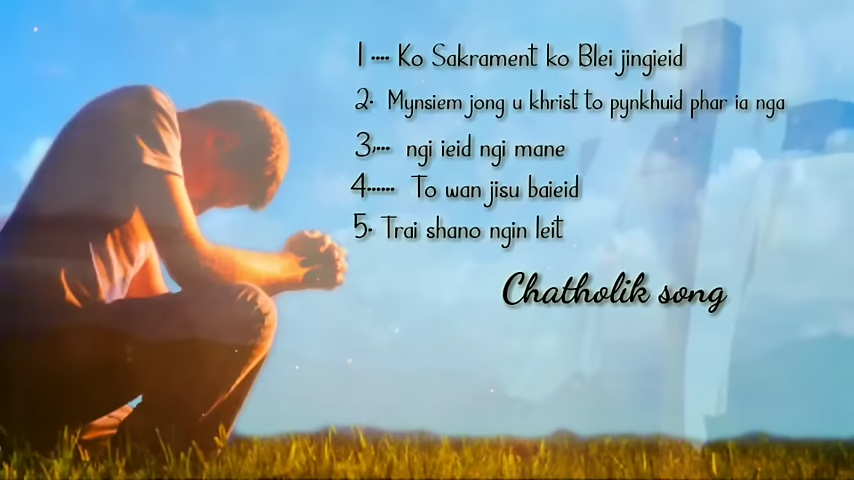 1 .... Ko Sakrament ko Blei jingieid
2. Mynsiem jong u khrist to pynkhuid phar ia nga
3,... ngi ieid ngi mane
4...... To wan jisu baieid
5. Trai shano ngin leit
Chatholik song